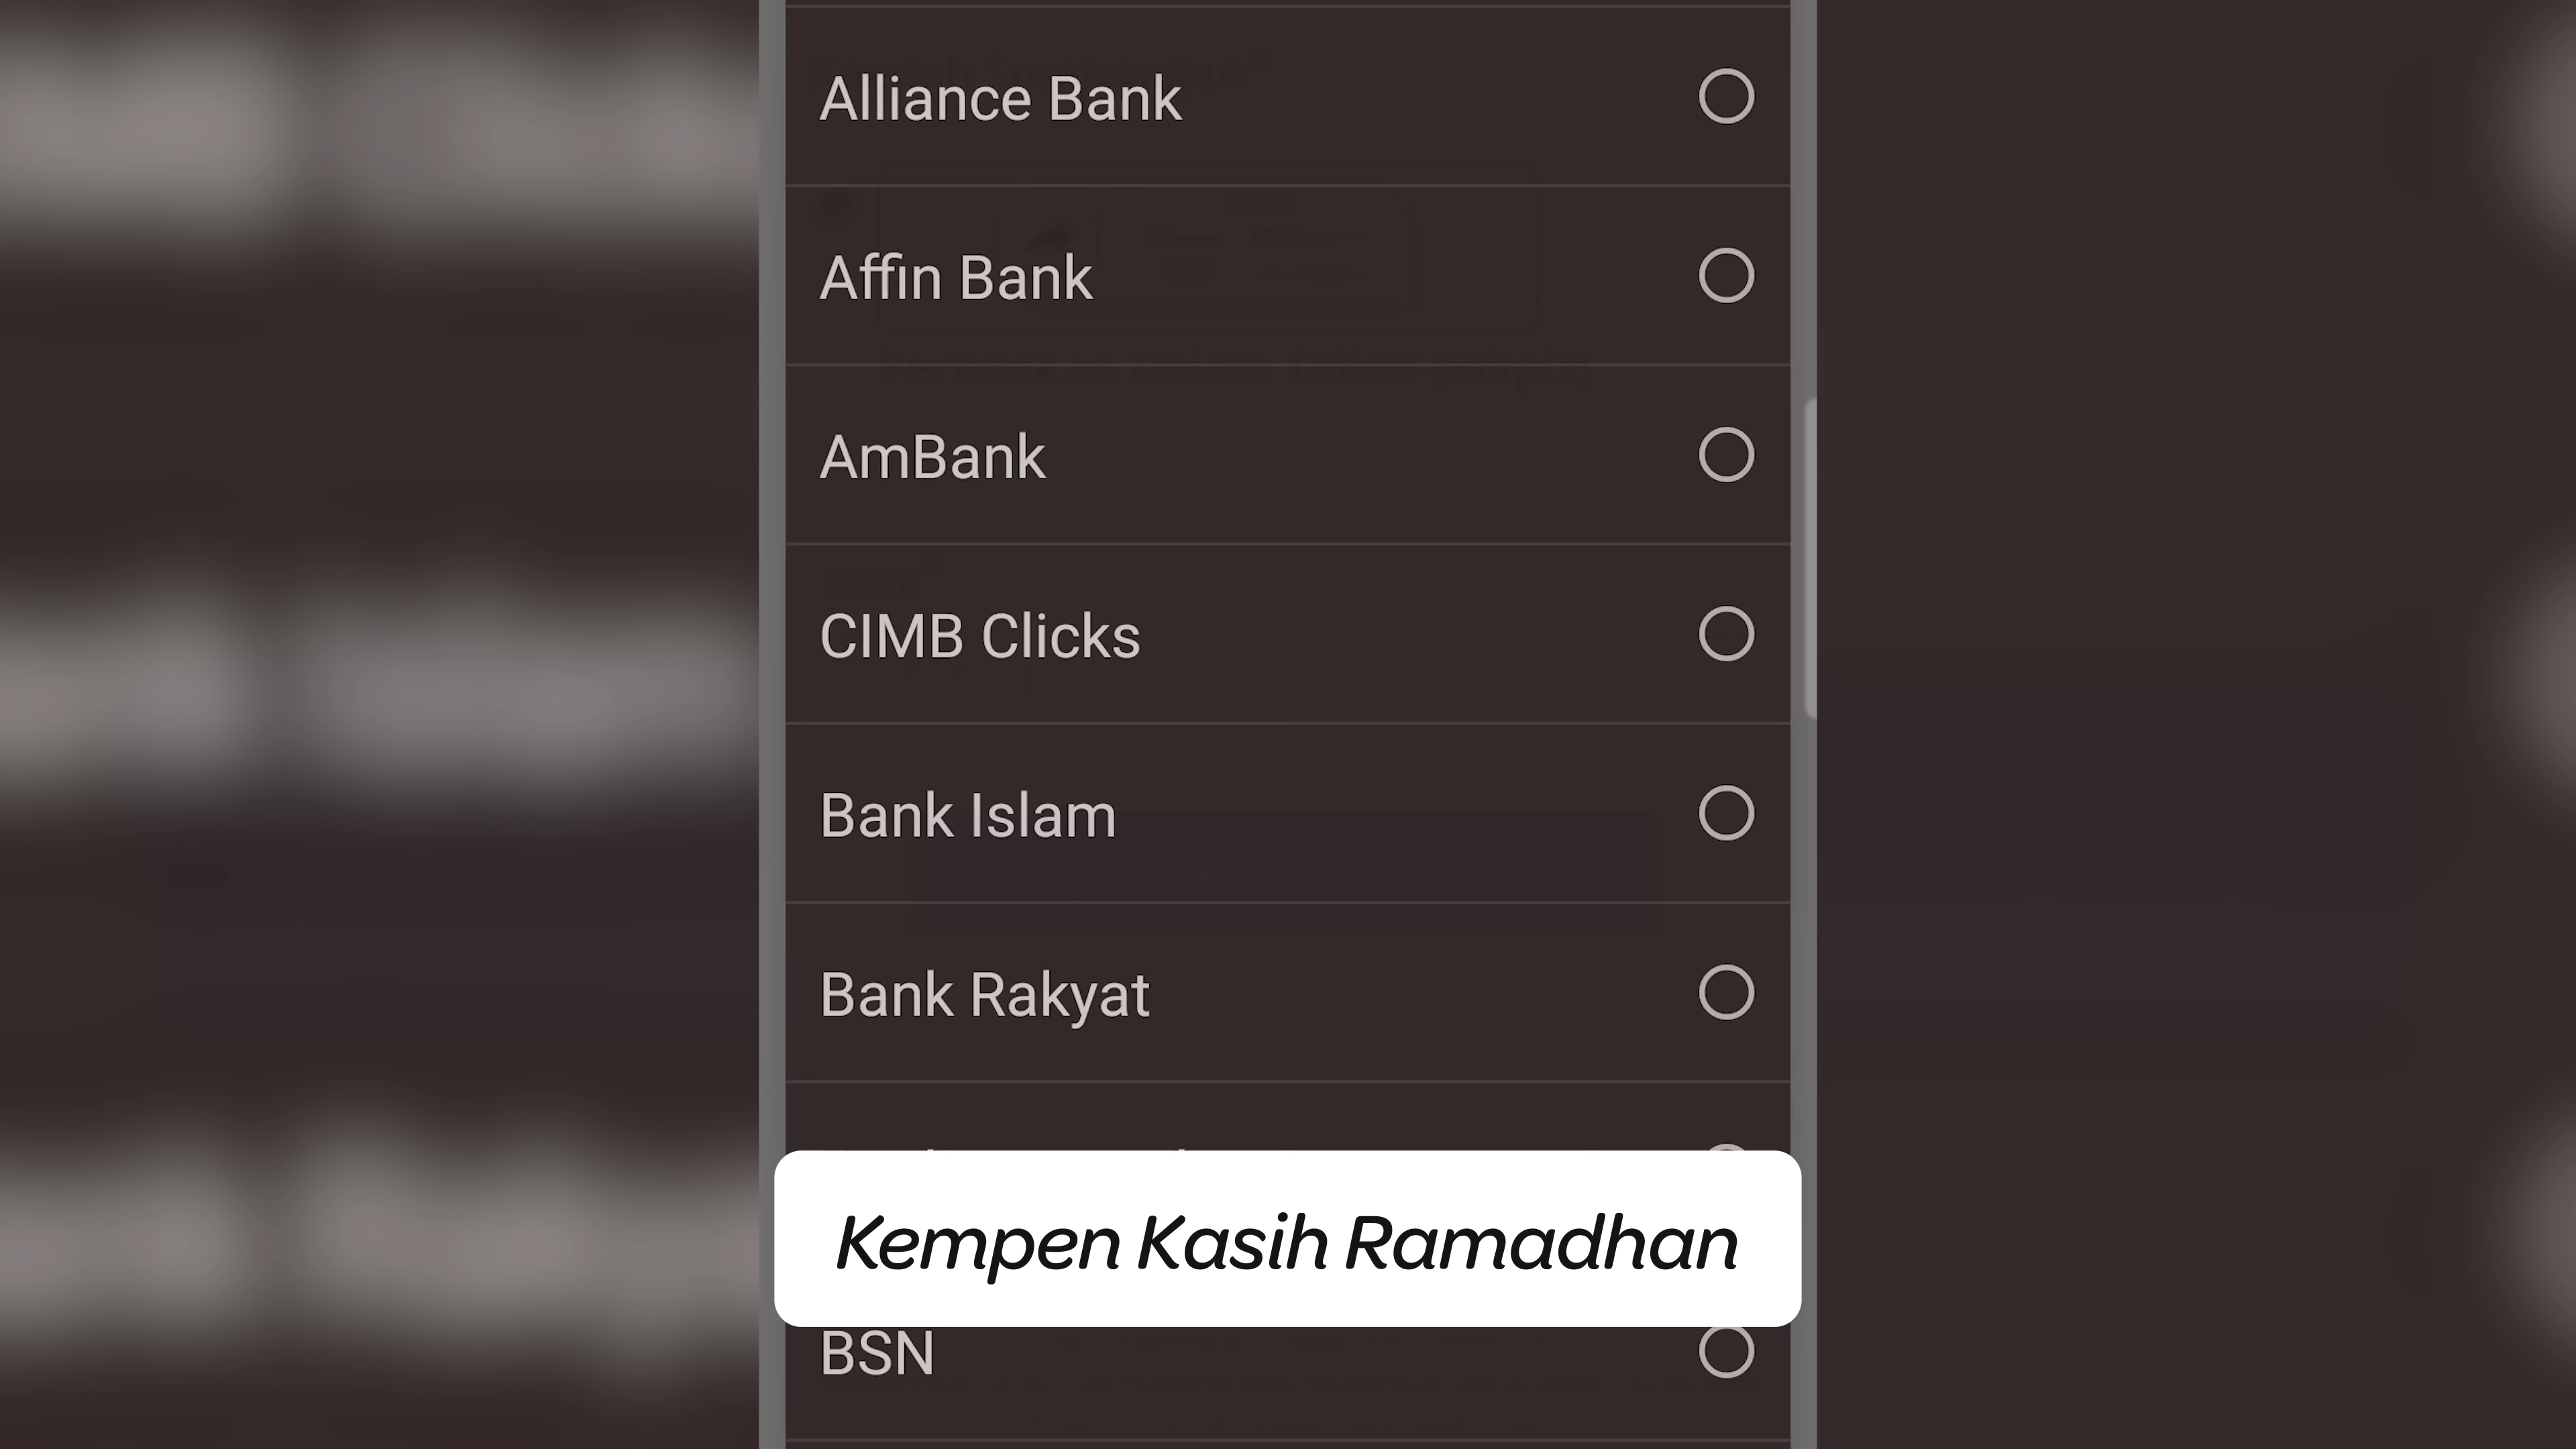 Alliance Bank
Affin Bank
AmBank
CIMB Clicks
Bank Islam
Bank Rakyat
Kempen Kasih Ramadhan
BSN